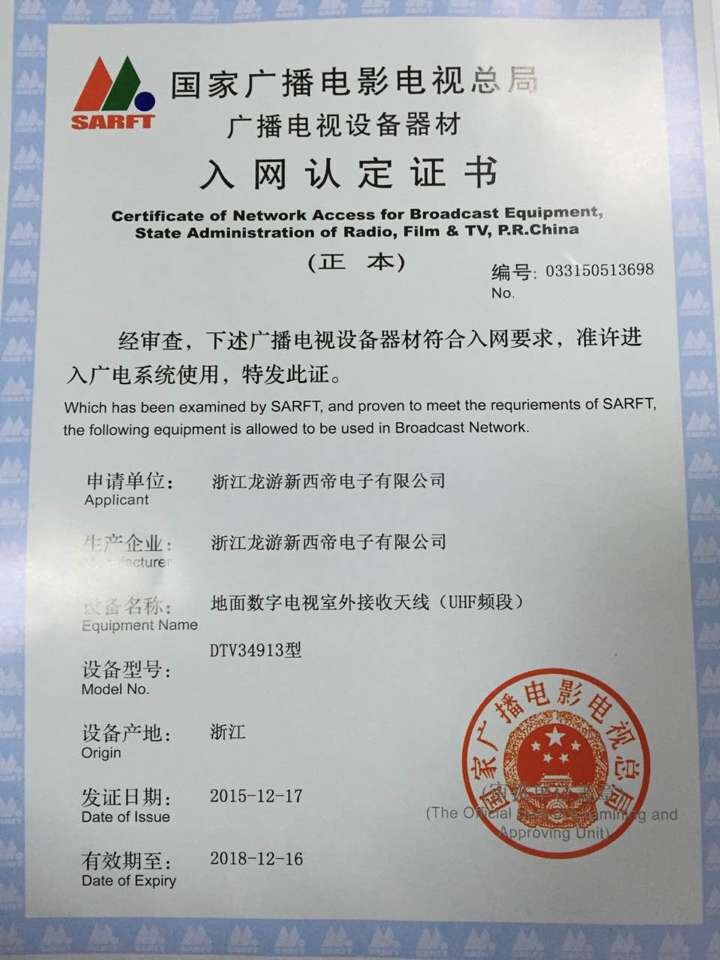 SARFT
国家广播电影电视总局
广播电视设备器材
入网认定证书
Certificate of Network Access for Broadcast Equipment,
State Administration of Radio, Film & TV, P.R.China
(正 本)
编号: 033150513698
No.
经审查，下述广播电视设备器材符合入网要求，准许进
入广电系统使用，特发此证。
Which has been examined by SARFT, and proven to meet the requriements of SARFT,
the following equipment is allowed to be used in Broadcast Network.
申请单位: 浙江龙游新西帝电子有限公司
Applicant
生产企业: 浙江龙游新西帝电子有限公司
Manufacturer
设备名称: 地面数字电视室外接收天线（UHF频段）
Equipment Name
DTV34913型
设备型号:
Model No.
设备产地: 浙江
Origin
发证日期: 2015-12-17
Date of Issue
有效期至: 2018-12-16
Date of Expiry
国家广播电影电视总局
(The Official and
Approving Unit)